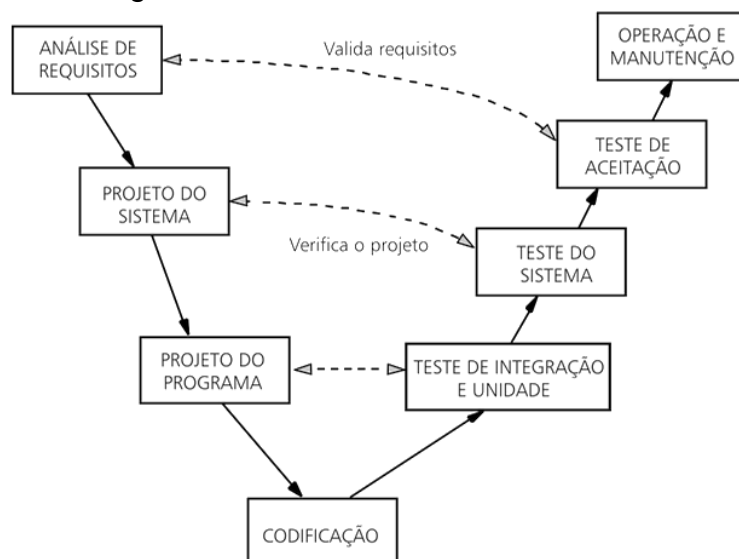 ANÁLISE DE
REQUISITOS
Valida requisitos
OPERAÇÃO E
MANUTENÇÃO
TESTE DE
ACEITAÇÃO
PROJETO DO
SISTEMA
Verifica o projeto
TESTE DO
SISTEMA
PROJETO DO
PROGRAMA
TESTE DE INTEGRAÇÃO
E UNIDADE
CODIFICAÇÃO